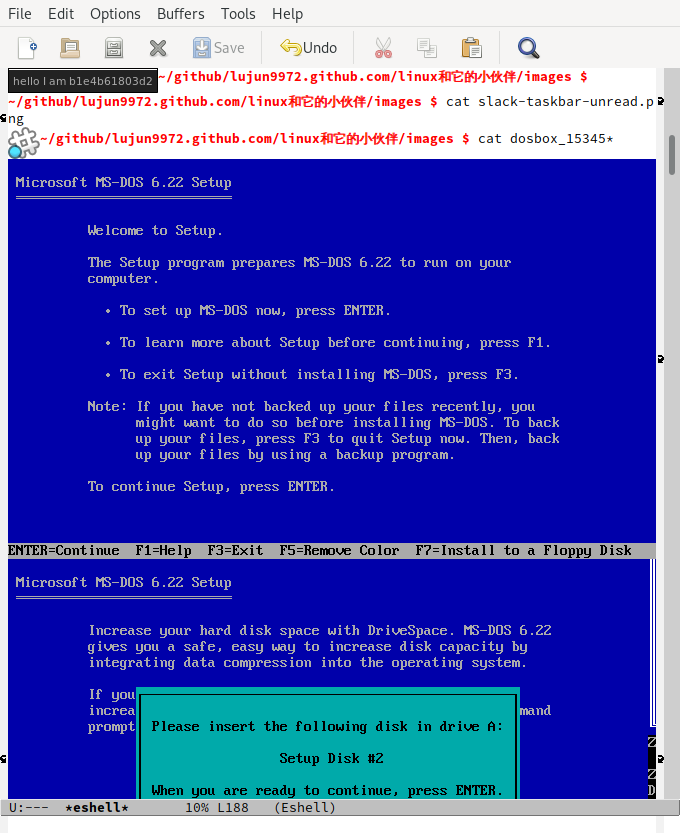 File Edit Options Buffers Tools Help
Save Undo
hello I am b1e4b61803d2 ~/github/lujun9972.github.com/linux和它的小伙伴/images $
~/github/lujun9972.github.com/linux和它的小伙伴/images $ cat slack-taskbar-unread.p
ng
~/github/lujun9972.github.com/linux和它的小伙伴/images $ cat dosbox_15345*
Microsoft MS-DOS 6.22 Setup
Welcome to Setup.
The Setup program prepares MS-DOS 6.22 to run on your
computer.
• To set up MS-DOS now, press ENTER.
• To learn more about Setup before continuing, press F1.
• To exit Setup without installing MS-DOS, press F3.
Note: If you have not backed up your files recently, you
might want to do so before installing MS-DOS. To back
up your files, press F3 to quit Setup now. Then, back
up your files by using a backup program.
To continue Setup, press ENTER.
ENTER=Continue F1=Help F3=Exit F5=Remove Color F7=Install to a Floppy Disk
Microsoft MS-DOS 6.22 Setup
Increase your hard disk space with DriveSpace. MS-DOS 6.22
gives you a safe, easy way to increase disk capacity by
integrating data compression into the operating system.
If you
increa mand
prompt
Please insert the following disk in drive A:
Setup Disk #2
When you are ready to continue, press ENTER.
Z
Z
D
U:--- *eshell* 10% L188 (Eshell)